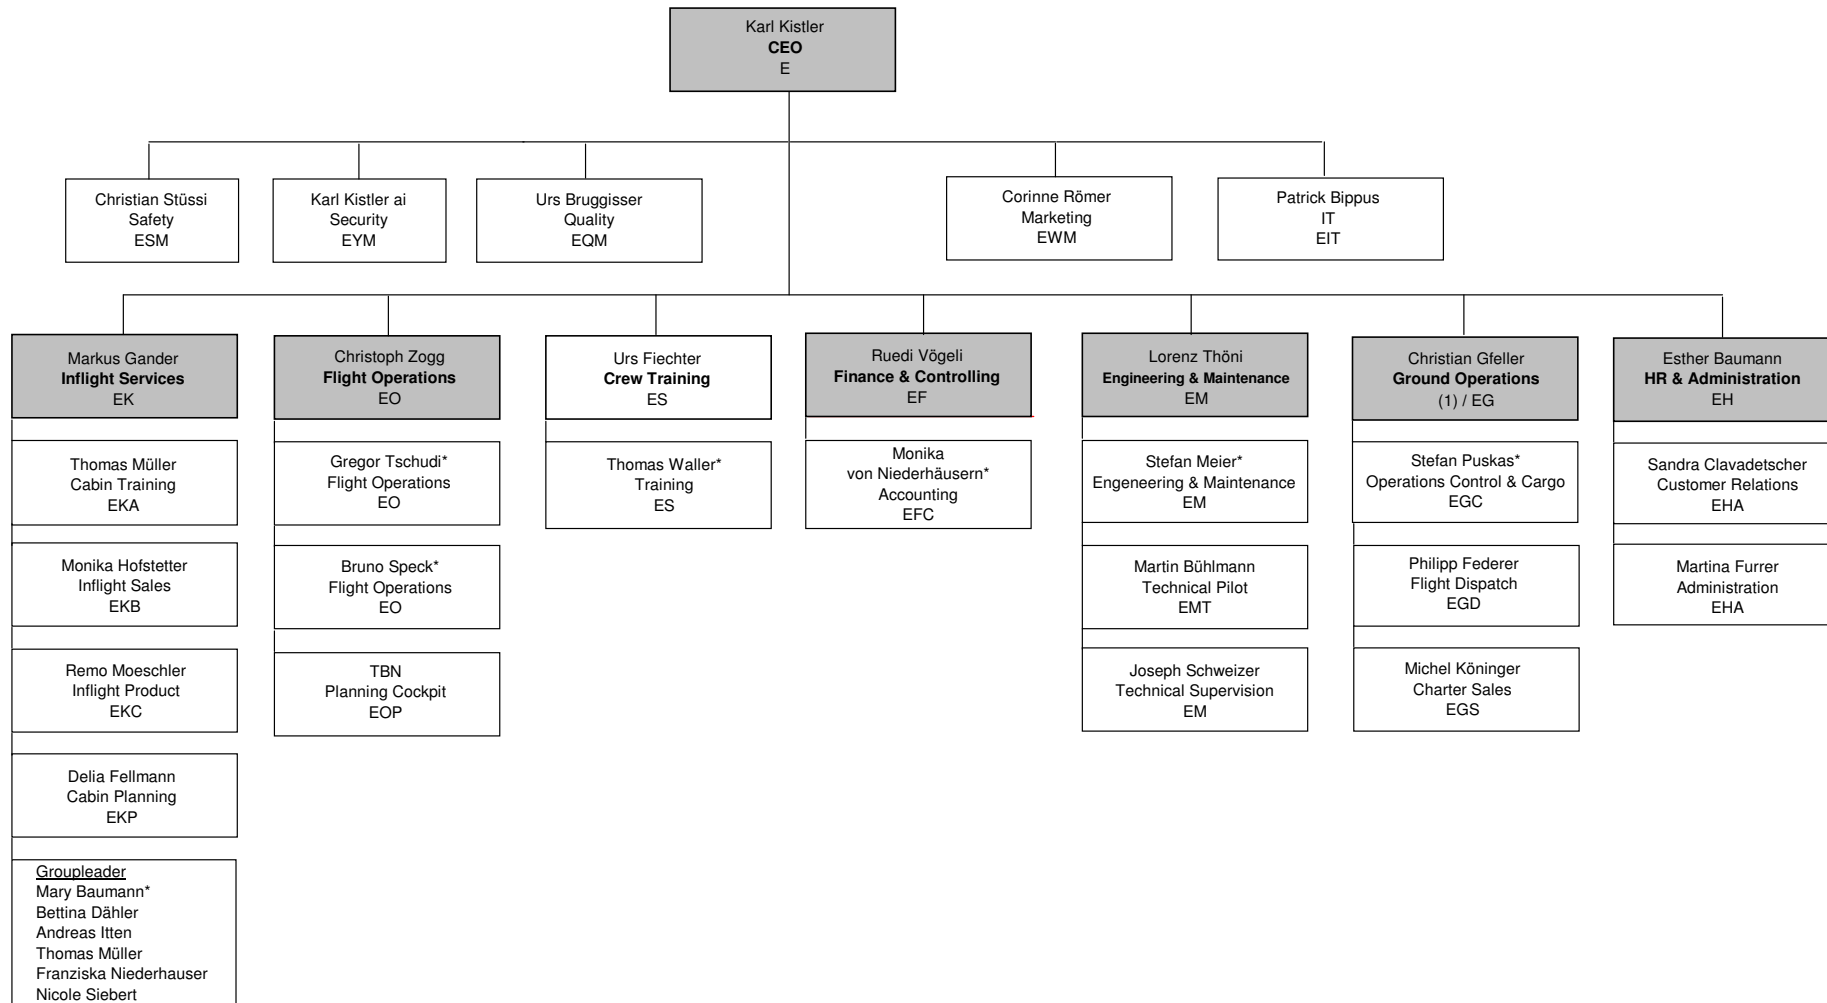 Karl Kistler
CEO
E
Christian Stüssi
Safety
ESM
Karl Kistler ai
Security
EYM
Urs Bruggisser
Quality
EQM
Corinne Römer
Marketing
EWM
Patrick Bippus
IT
EIT
Markus Gander
Inflight Services
EK
Christoph Zogg
Flight Operations
EO
Urs Fiechter
Crew Training
ES
Ruedi Vögeli
Finance & Controlling
EF
Lorenz Thöni
Engineering & Maintenance
EM
Christian Gfeller
Ground Operations
(1) / EG
Esther Baumann
HR & Administration
EH
Thomas Müller
Cabin Training
EKA
Gregor Tschudi*
Flight Operations
EO
Thomas Waller*
Training
ES
Monika
von Niederhäusern*
Accounting
EFC
Stefan Meier*
Engeneering & Maintenance
EM
Stefan Puskas*
Operations Control & Cargo
EGC
Sandra Clavadetscher
Customer Relations
EHA
Monika Hofstetter
Inflight Sales
EKB
Bruno Speck*
Flight Operations
EO
Martin Bühlmann
Technical Pilot
EMT
Philipp Federer
Flight Dispatch
EGD
Martina Furrer
Administration
EHA
Remo Moeschler
Inflight Product
EKC
TBN
Planning Cockpit
EOP
Joseph Schweizer
Technical Supervision
EM
Michel Köninger
Charter Sales
EGS
Delia Fellmann
Cabin Planning
EKP
Groupleader
Mary Baumann*
Bettina Dähler
Andreas Itten
Thomas Müller
Franziska Niederhauser
Nicole Siebert